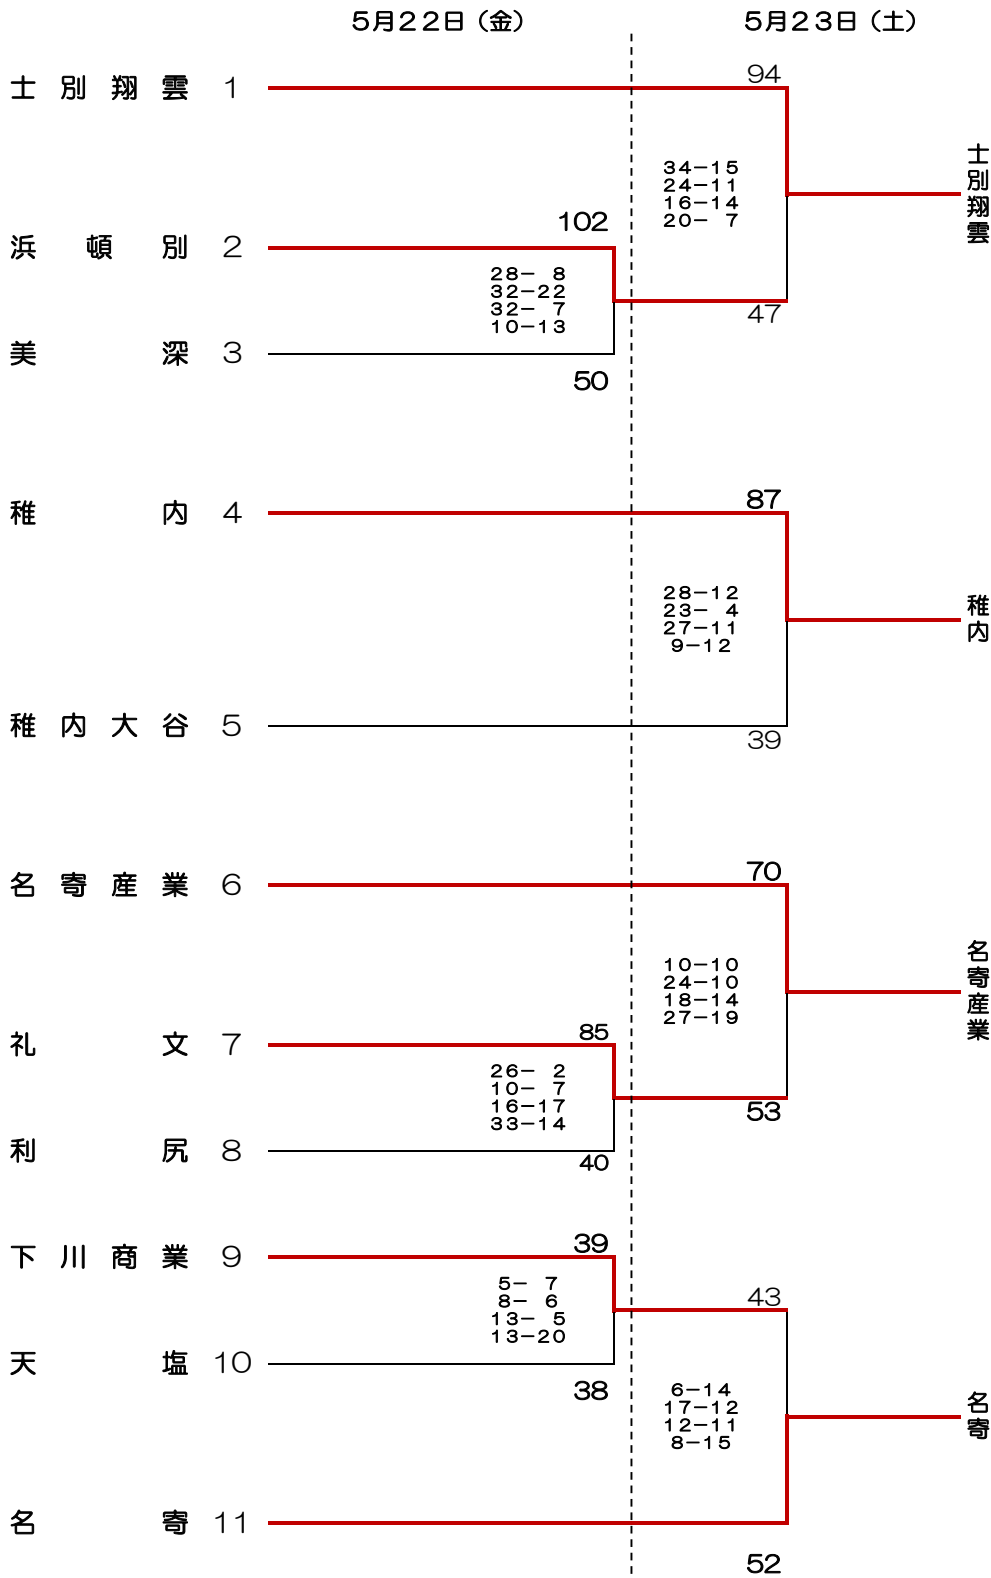 5月22日（金）
5月23日（土）
士別翔雲 1
94
34－15
24－11
16－14
20－ 7
士別翔雲
102
浜頓別 2
28－ 8
32－22
32－ 7
10－13
47
美深 3
50
稚内 4
87
28－12
23－ 4
27－11
9－12
稚内
稚内大谷 5
39
名寄産業 6
70
10－10
24－10
18－14
27－19
名寄産業
85
礼文 7
26－ 2
10－ 7
16－17
33－14
53
利尻 8
40
下川商業 9
39
5－ 7
8－ 6
13－ 5
13－20
43
天塩 10
38
6－14
17－12
12－11
8－15
名寄
名寄 11
52